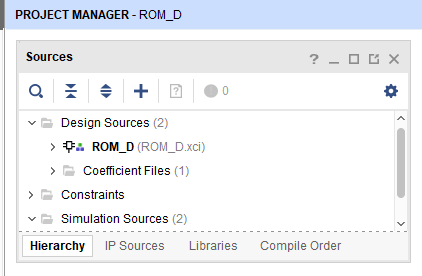 PROJECT MANAGER - ROM_D
Sources
0
Design Sources (2)
ROM_D (ROM_D.xci)
Coefficient Files (1)
Constraints
Simulation Sources (2)
Hierarchy IP Sources Libraries Compile Order